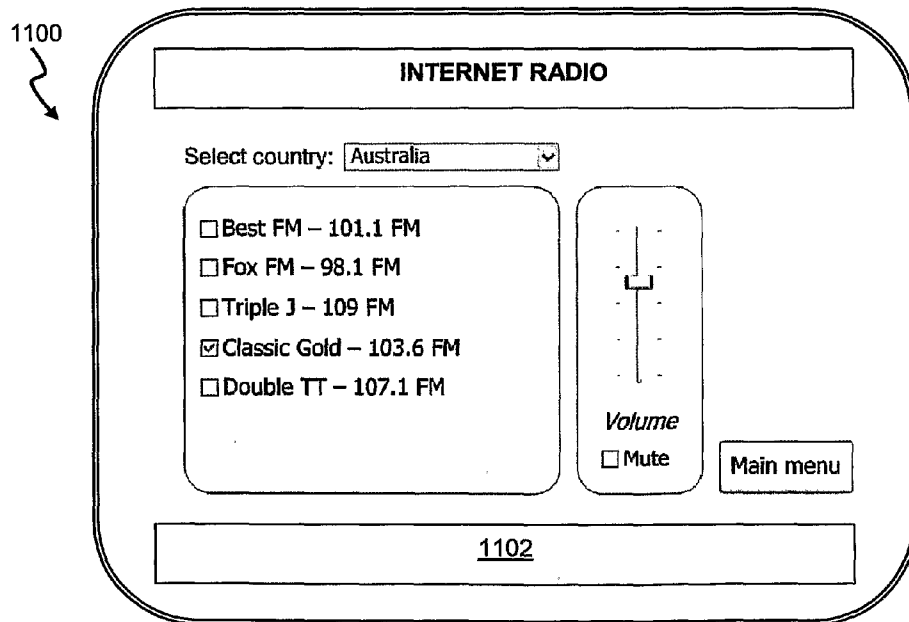 1100
INTERNET RADIO
Select country: Australia
Best FM – 101.1 FM
Fox FM – 98.1 FM
Triple J – 109 FM
Classic Gold – 103.6 FM
Double TT – 107.1 FM
Volume
Mute
Main menu
1102